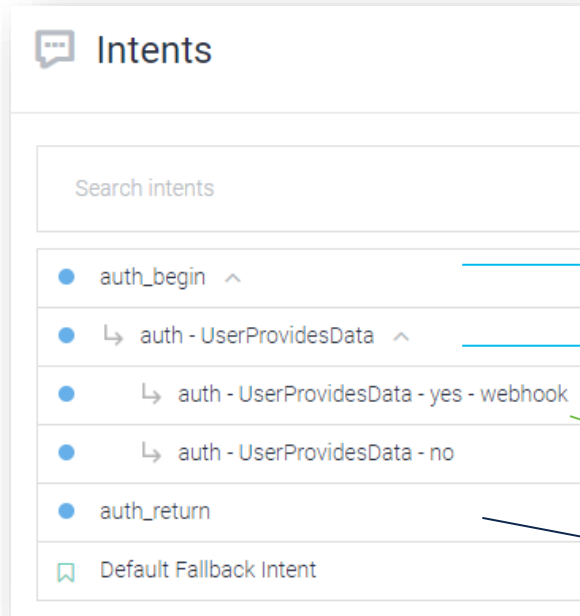 Intents
Search intents
auth_begin
auth - UserProvidesData
auth - UserProvidesData - yes - webhook
auth - UserProvidesData - no
auth_return
Default Fallback Intent